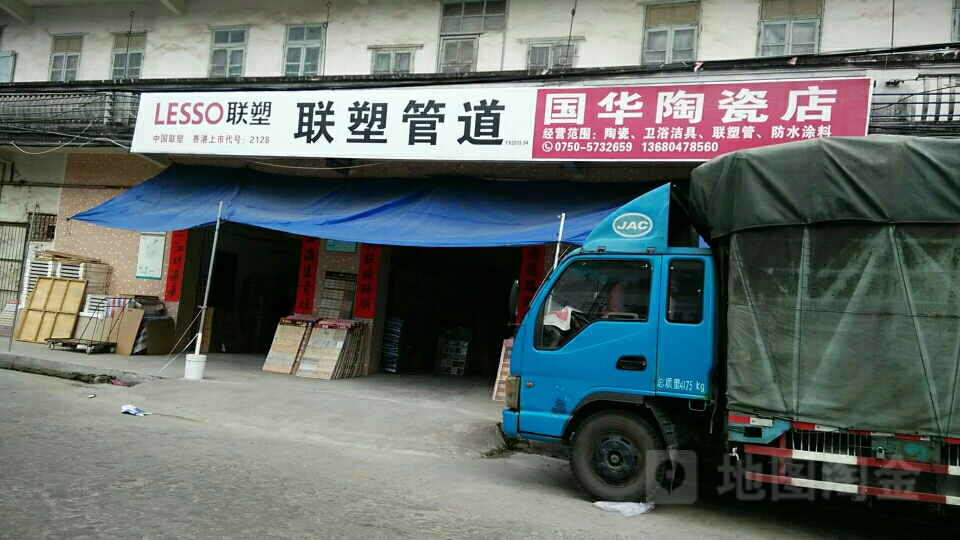 LESSO联塑
中国联塑 香港上市代号：2128
联塑管道
YX2015.04
国华陶瓷店
经营范围：陶瓷、卫浴洁具、联塑管、防水涂料
0750-5732659 13680478560
JAC
总质量4175 kg
地图淘金